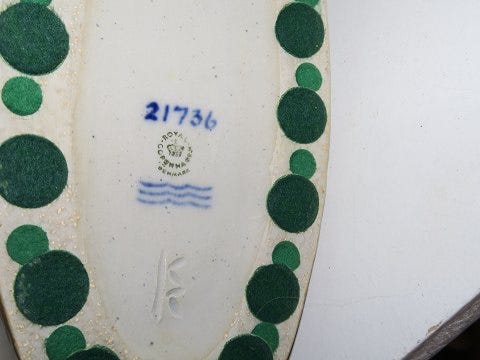 21736
ROYAL
COPENHAGEN
DENMARK